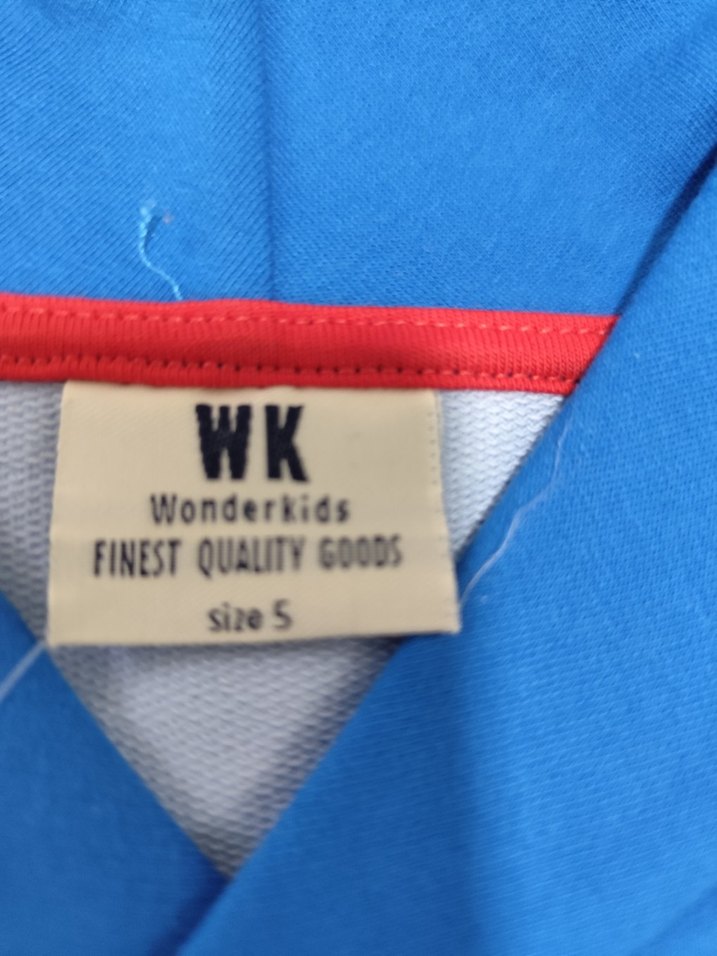 WK
Wonderkids
FINEST QUALITY GOODS
size 5